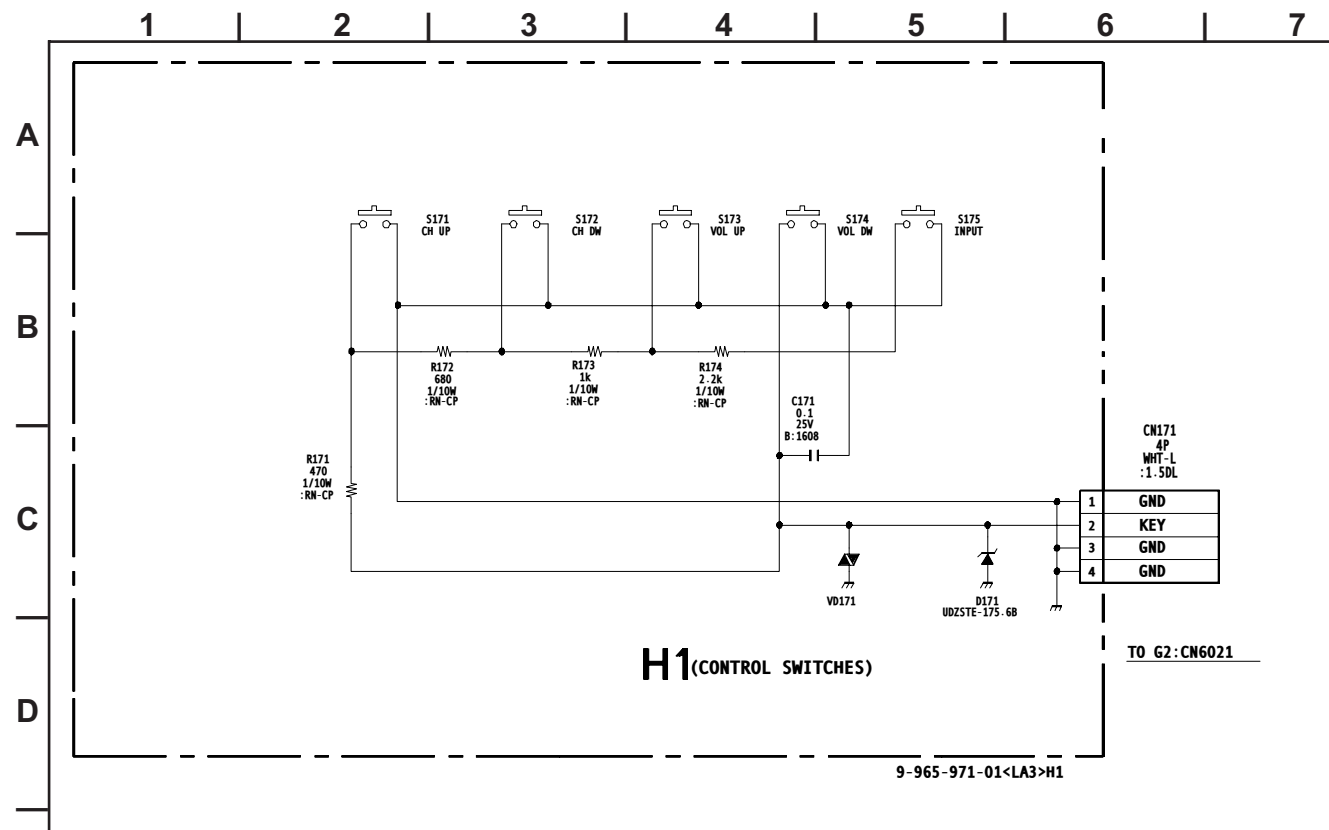 1 2 3 4 5 6 7
A
B
C
D
S171
CH UP
S172
CH DW
S173
VOL UP
S174
VOL DW
S175
INPUT
R172
680
1/10W
:RN-CP
R173
1k
1/10W
:RN-CP
R174
2.2k
1/10W
:RN-CP
C171
0.1
25V
B:1608
R171
470
1/10W
:RN-CP
CN171
4P
WHT-L
:1.5DL
1 GND
2 KEY
3 GND
4 GND
VD171
D171
UDZSTE-175.6B
H1(CONTROL SWITCHES)
TO G2:CN6021
9-965-971-01<LA3>H1